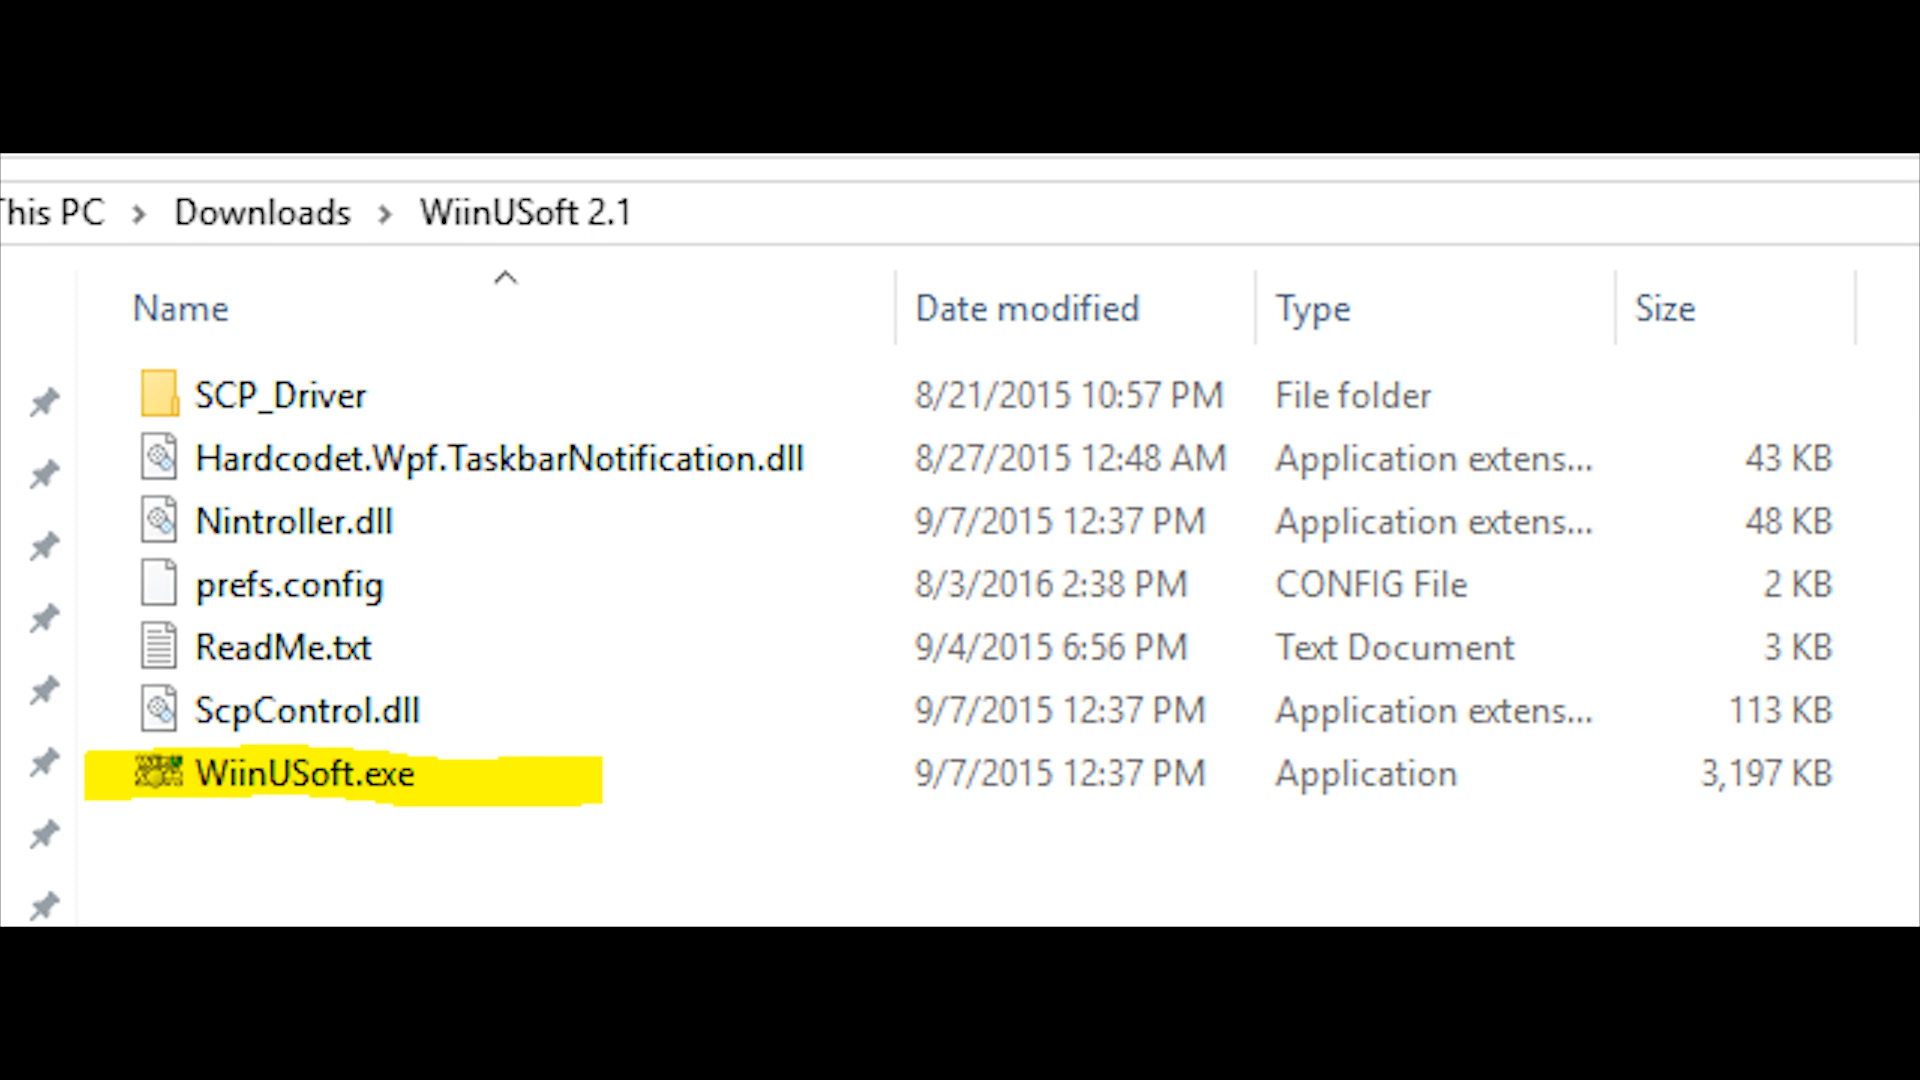 This PC > Downloads > WiinUSoft 2.1
Name Date modified Type Size
SCP_Driver 8/21/2015 10:57 PM File folder
Hardcodet.Wpf.TaskbarNotification.dll 8/27/2015 12:48 AM Application extens... 43 KB
Nintroller.dll 9/7/2015 12:37 PM Application extens... 48 KB
prefs.config 8/3/2016 2:38 PM CONFIG File 2 KB
ReadMe.txt 9/4/2015 6:56 PM Text Document 3 KB
ScpControl.dll 9/7/2015 12:37 PM Application extens... 113 KB
WiinUSoft.exe 9/7/2015 12:37 PM Application 3,197 KB